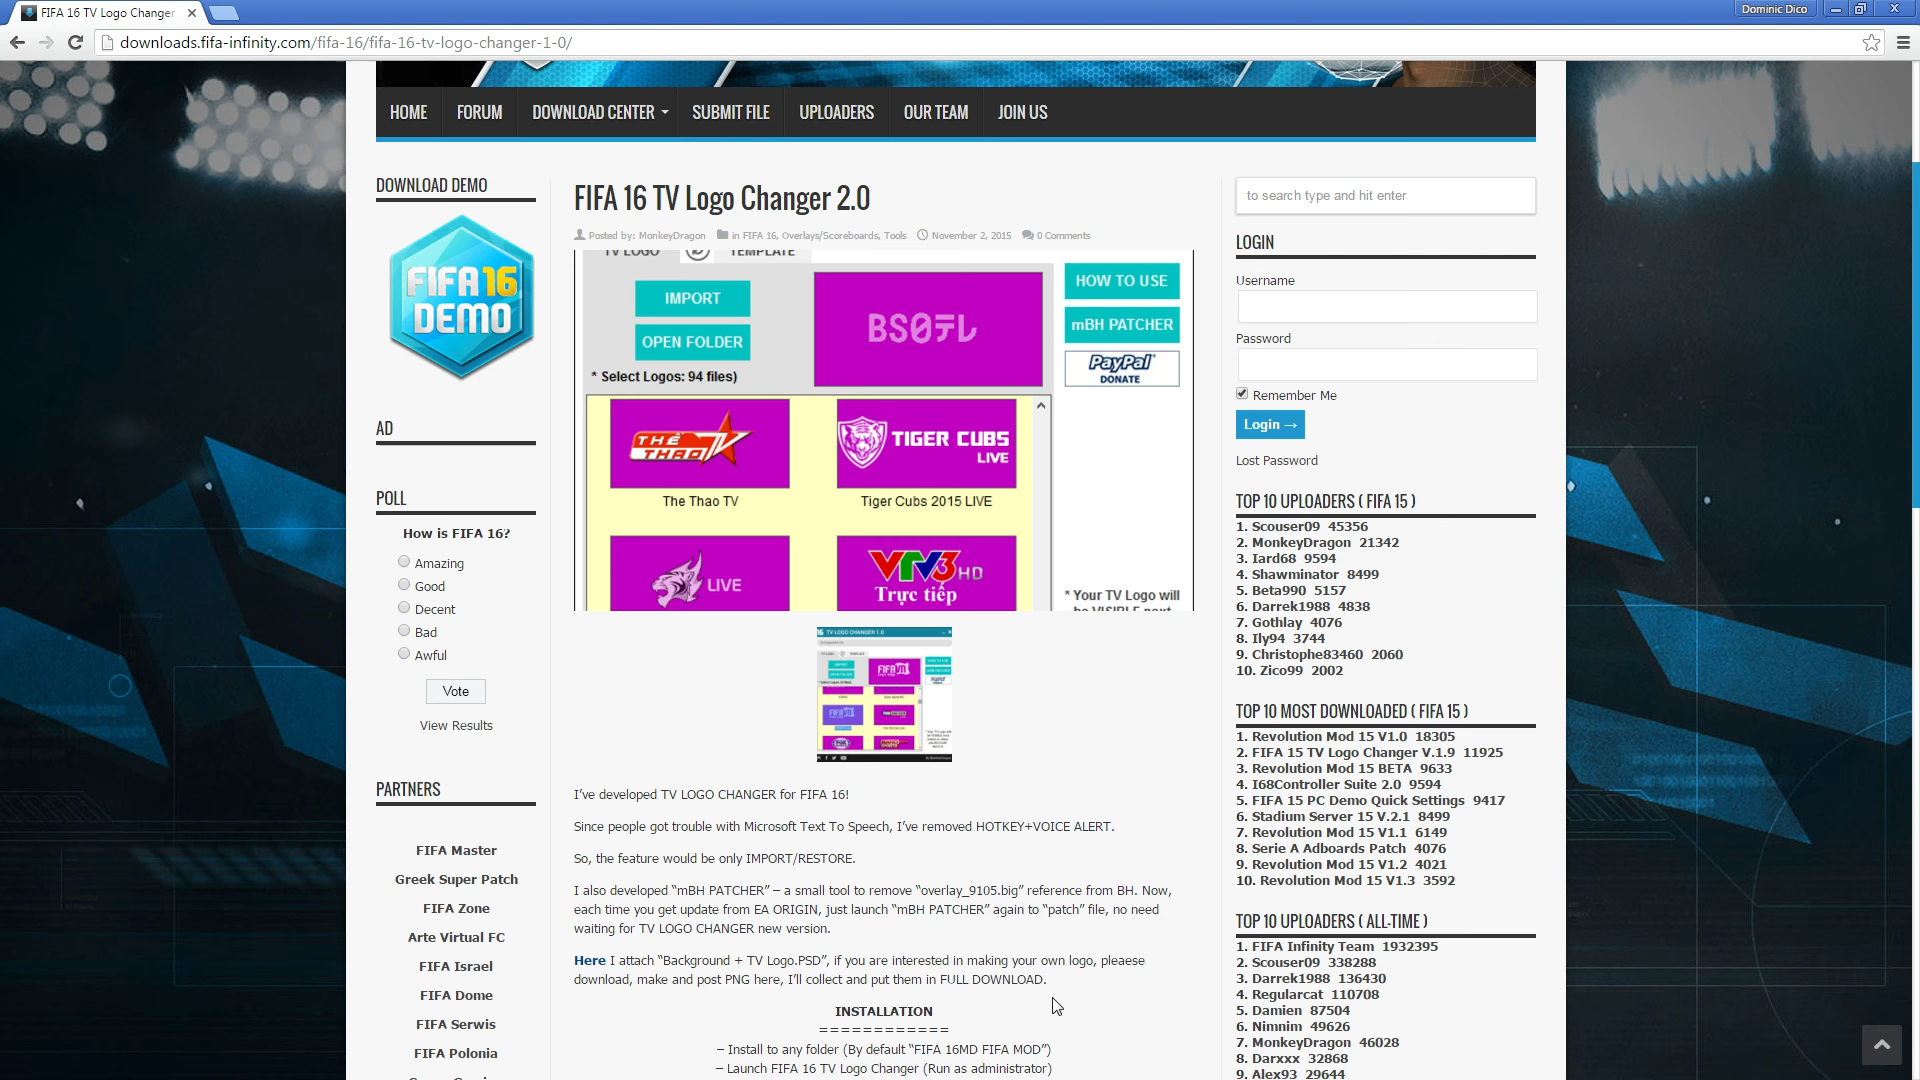 FIFA 16 TV Logo Changer
Dominic Dico
downloads.fifa-infinity.com/fifa-16/fifa-16-tv-logo-changer-1-0/
HOME FORUM DOWNLOAD CENTER SUBMIT FILE UPLOADERS OUR TEAM JOIN US
DOWNLOAD DEMO
FIFA 16
DEMO
AD
POLL
How is FIFA 16?
Amazing
Good
Decent
Bad
Awful
Vote
View Results
PARTNERS
FIFA Master
Greek Super Patch
FIFA Zone
Arte Virtual FC
FIFA Israel
FIFA Dome
FIFA Serwis
FIFA Polonia
FIFA 16 TV Logo Changer 2.0
Posted by: MonkeyDragon in FIFA 16, Overlays/Scoreboards, Tools November 2, 2015 0 Comments
TV LOGO TEMPLATE
IMPORT
OPEN FOLDER
* Select Logos: 94 files)
BS日テレ
HOW TO USE
mBH PATCHER
PayPal
DONATE
THỂ THAO TV
The Thao TV
TIGER CUBS
LIVE
Tiger Cubs 2015 LIVE
LIVE
VTV3 HD
Trực tiếp
* Your TV Logo will
be VISIBLE next
16 TV LOGO CHANGER 1.0
I've developed TV LOGO CHANGER for FIFA 16!
Since people got trouble with Microsoft Text To Speech, I've removed HOTKEY+VOICE ALERT.
So, the feature would be only IMPORT/RESTORE.
I also developed “mBH PATCHER” – a small tool to remove “overlay_9105.big” reference from BH. Now,
each time you get update from EA ORIGIN, just launch “mBH PATCHER” again to “patch” file, no need
waiting for TV LOGO CHANGER new version.
Here I attach “Background + TV Logo.PSD”, if you are interested in making your own logo, pleaese
download, make and post PNG here, I'll collect and put them in FULL DOWNLOAD.
INSTALLATION
============
– Install to any folder (By default “FIFA 16MD FIFA MOD”)
– Launch FIFA 16 TV Logo Changer (Run as administrator)
to search type and hit enter
LOGIN
Username
Password
Remember Me
Login →
Lost Password
TOP 10 UPLOADERS ( FIFA 15 )
1. Scouser09 45356
2. MonkeyDragon 21342
3. Iard68 9594
4. Shawminator 8499
5. Beta990 5157
6. Darrek1988 4838
7. Gothlay 4076
8. Ily94 3744
9. Christophe83460 2060
10. Zico99 2002
TOP 10 MOST DOWNLOADED ( FIFA 15 )
1. Revolution Mod 15 V1.0 18305
2. FIFA 15 TV Logo Changer V.1.9 11925
3. Revolution Mod 15 BETA 9633
4. I68Controller Suite 2.0 9594
5. FIFA 15 PC Demo Quick Settings 9417
6. Stadium Server 15 V.2.1 8499
7. Revolution Mod 15 V1.1 6149
8. Serie A Adboards Patch 4076
9. Revolution Mod 15 V1.2 4021
10. Revolution Mod 15 V1.3 3592
TOP 10 UPLOADERS ( ALL-TIME )
1. FIFA Infinity Team 1932395
2. Scouser09 338288
3. Darrek1988 136430
4. Regularcat 110708
5. Damien 87504
6. Nimnim 49626
7. MonkeyDragon 46028
8. Darxxx 32868
9. Alex93 29644